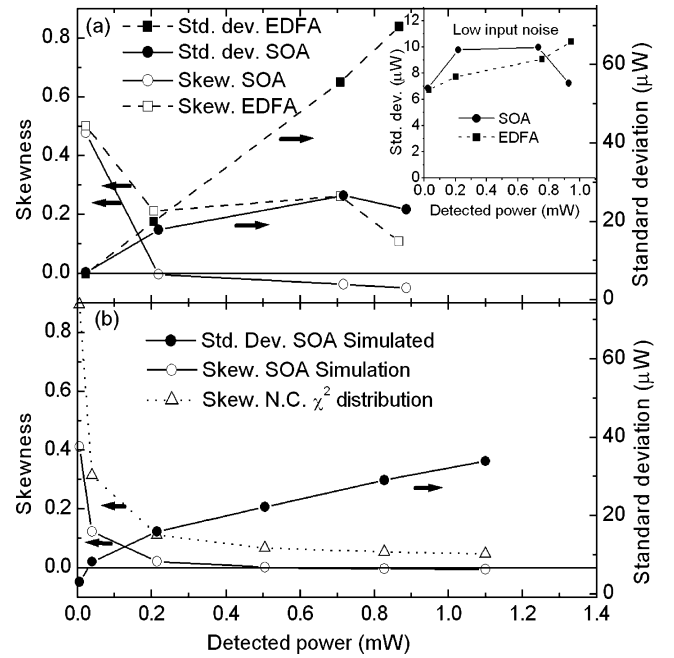 (a)
Std. dev. EDFA
Std. dev. SOA
Skew. SOA
Skew. EDFA
Skewness
0.8
0.6
0.4
0.2
0.0
Standard deviation (μW)
60
40
20
0
Low input noise
Std. dev. (μW)
12
10
8
6
4
2
0
SOA
EDFA
0.0 0.2 0.4 0.6 0.8 1.0
Detected power (mW)
(b)
Std. Dev. SOA Simulated
Skew. SOA Simulation
Skew. N.C. χ² distribution
Skewness
0.8
0.6
0.4
0.2
0.0
Standard deviation (μW)
60
40
20
0
0.0 0.2 0.4 0.6 0.8 1.0 1.2 1.4
Detected power (mW)